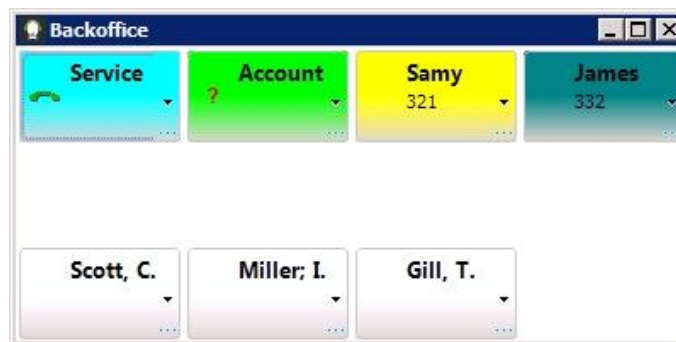 Backoffice
Service Account Samy James
? 321 332
... ... ... ...
Scott, C. Miller; I. Gill, T.
... ... ...